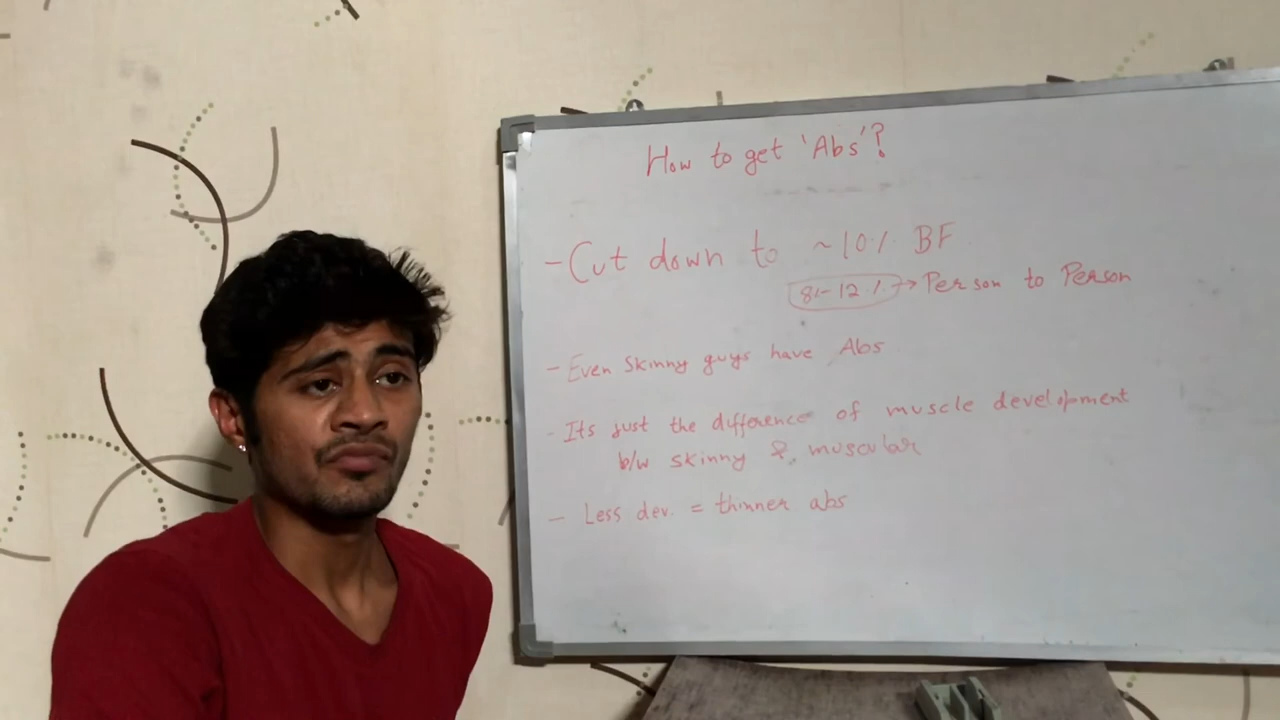 How to get 'Abs'?
- Cut down to ~10% BF
8%-12% → Person to Person
- Even Skinny guys have Abs
- Its just the difference of muscle development
b/w skinny & muscular
- Less dev. = thinner abs